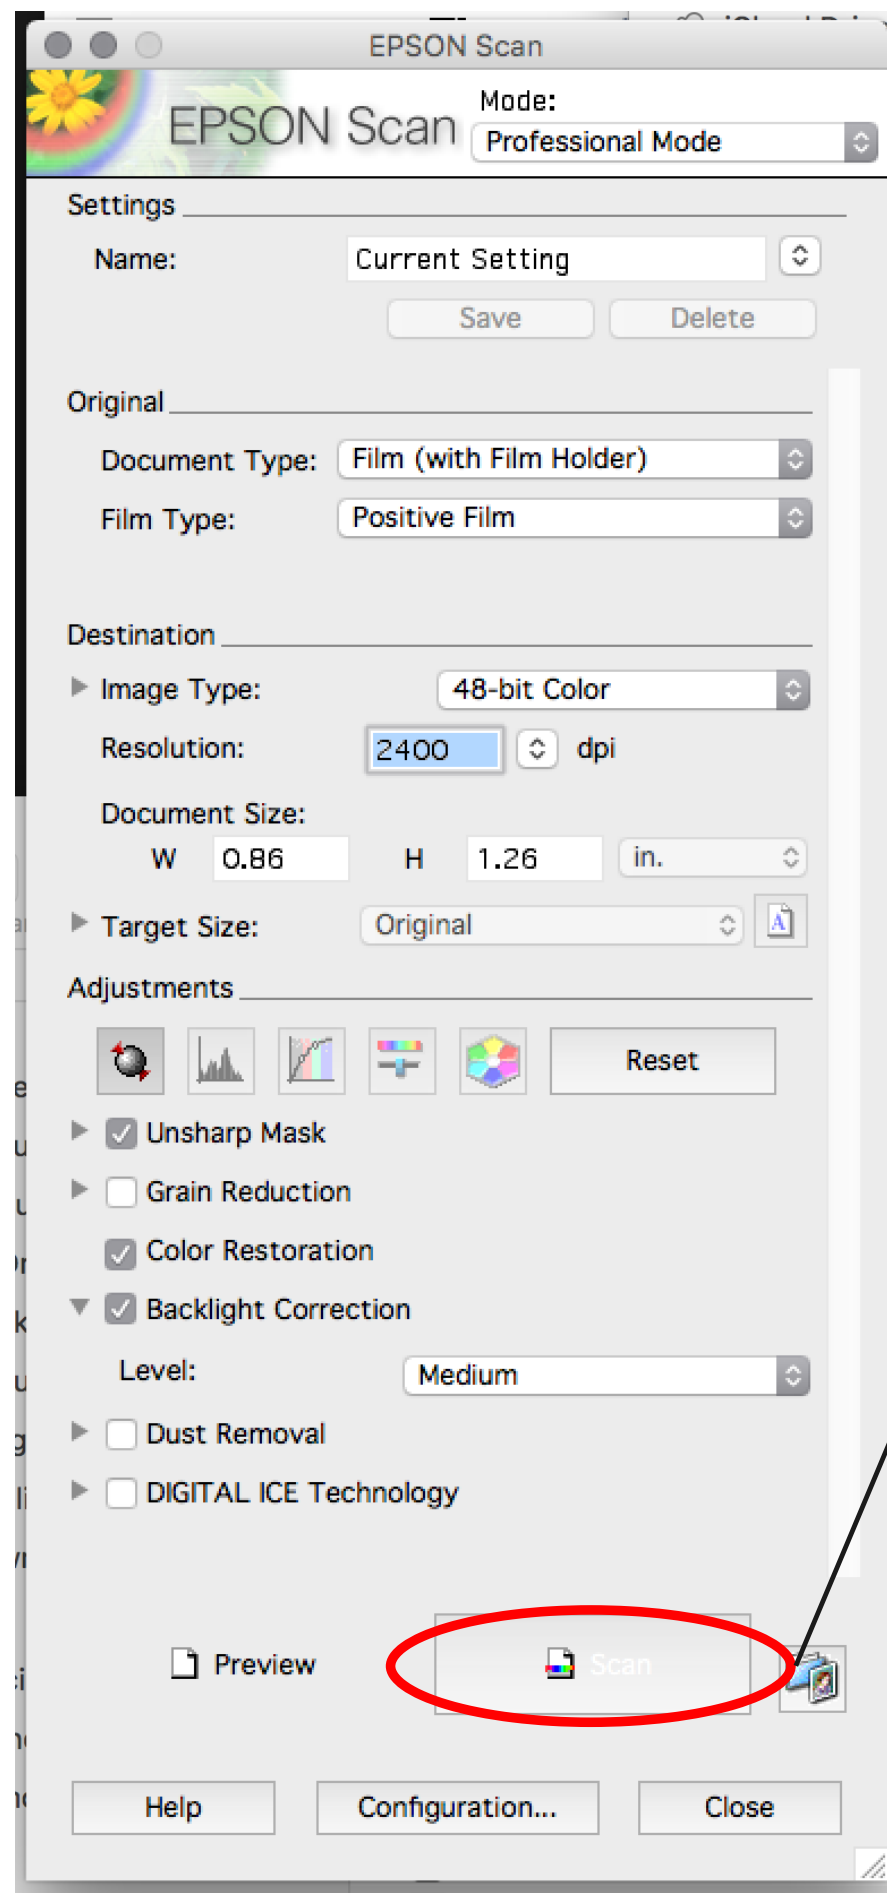 EPSON Scan
EPSON Scan
Mode:
Professional Mode
Settings
Name: Current Setting
Save Delete
Original
Document Type: Film (with Film Holder)
Film Type: Positive Film
Destination
Image Type: 48-bit Color
Resolution: 2400 dpi
Document Size:
W 0.86 H 1.26 in.
Target Size: Original
A
Adjustments
Reset
Unsharp Mask
Grain Reduction
Color Restoration
Backlight Correction
Level: Medium
Dust Removal
DIGITAL ICE Technology
Preview Scan
Help Configuration... Close